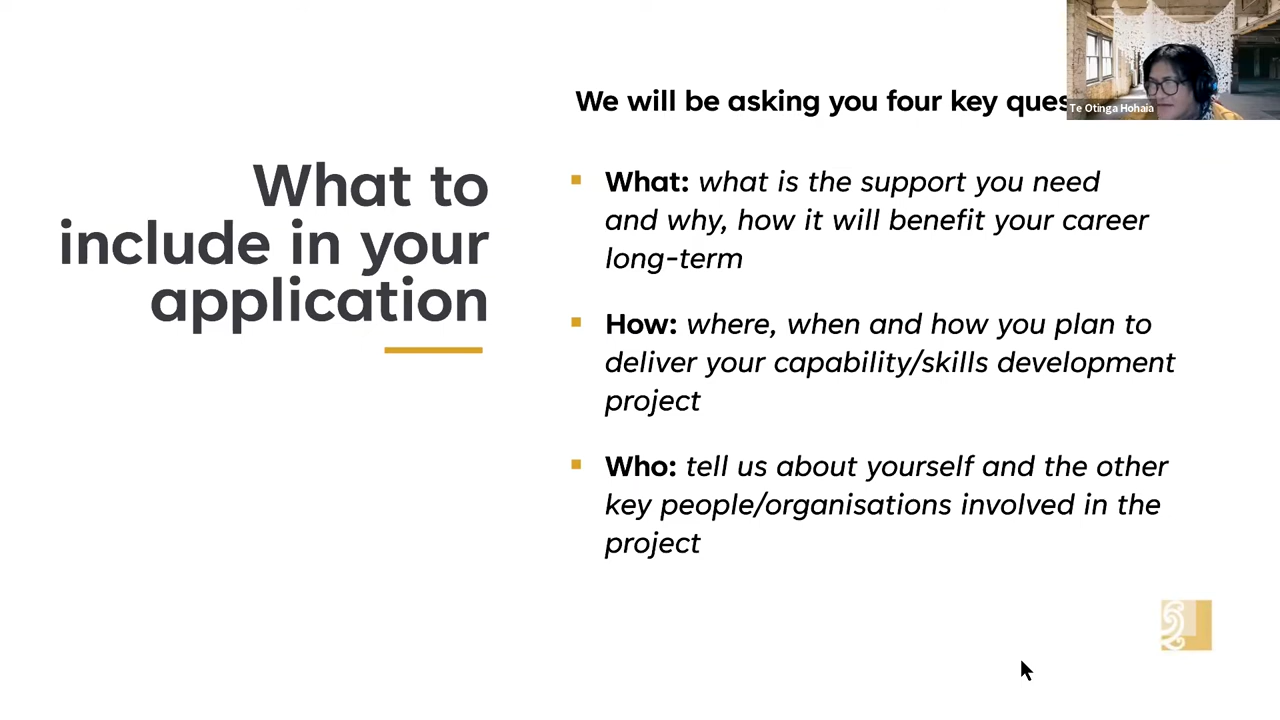 We will be asking you four key ques
Te Otinga Hohaia
What to
include in your
application
What: what is the support you need
and why, how it will benefit your career
long-term
How: where, when and how you plan to
deliver your capability/skills development
project
Who: tell us about yourself and the other
key people/organisations involved in the
project